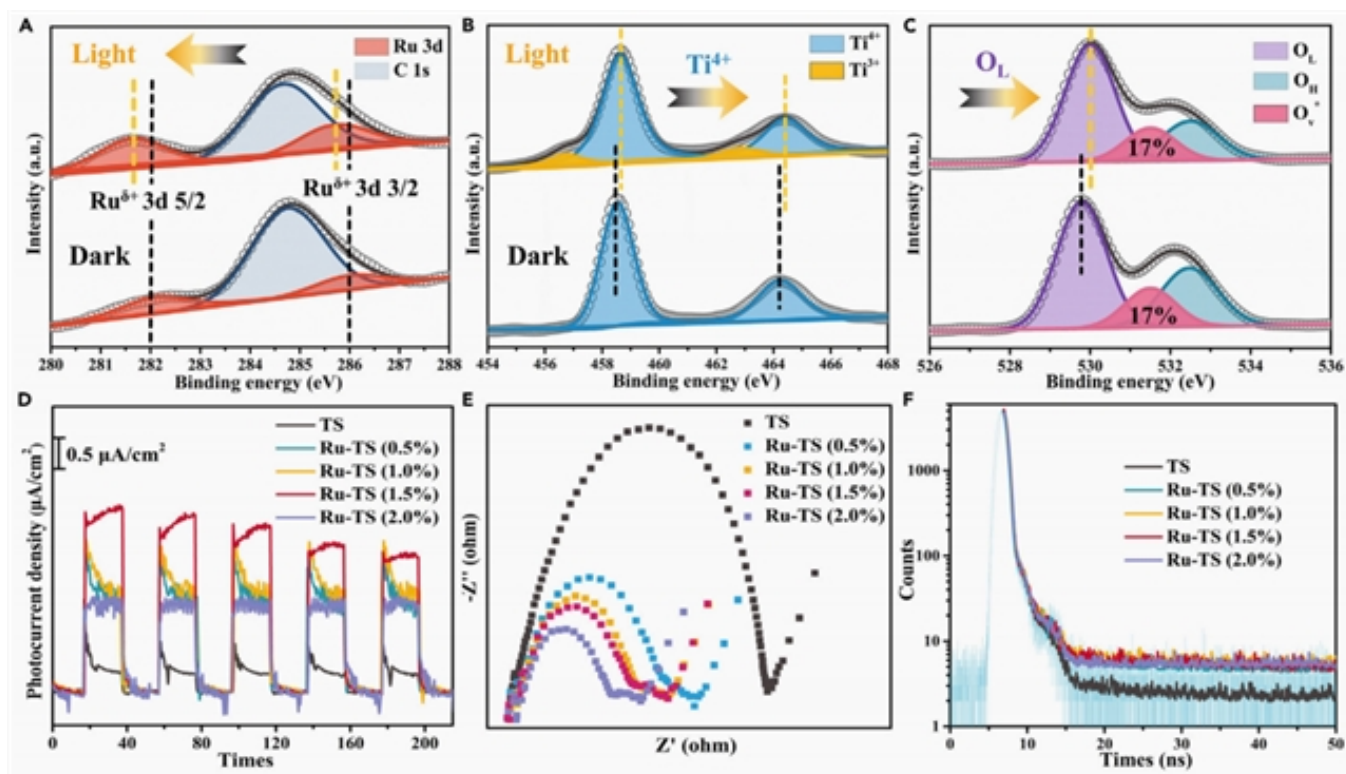 A
Light
Ru 3d
C 1s
Ru^δ+ 3d 5/2
Ru^δ+ 3d 3/2
Dark
Intensity (a.u.)
280 281 282 283 284 285 286 287 288
Binding energy (eV)
B
Light
Ti^4+
Ti^4+
Ti^3+
Dark
Intensity (a.u.)
454 456 458 460 462 464 466 468
Binding energy (eV)
C
O_L
O_L
O_H
O_v^*
17%
17%
Intensity (a.u.)
526 528 530 532 534 536
Binding energy (eV)
D
0.5 μA/cm²
TS
Ru-TS (0.5%)
Ru-TS (1.0%)
Ru-TS (1.5%)
Ru-TS (2.0%)
Photocurrent density (μA/cm²)
0 40 80 120 160 200
Times
E
TS
Ru-TS (0.5%)
Ru-TS (1.0%)
Ru-TS (1.5%)
Ru-TS (2.0%)
-Z'' (ohm)
Z' (ohm)
F
1000
100
10
1
TS
Ru-TS (0.5%)
Ru-TS (1.0%)
Ru-TS (1.5%)
Ru-TS (2.0%)
Counts
0 10 20 30 40 50
Times (ns)